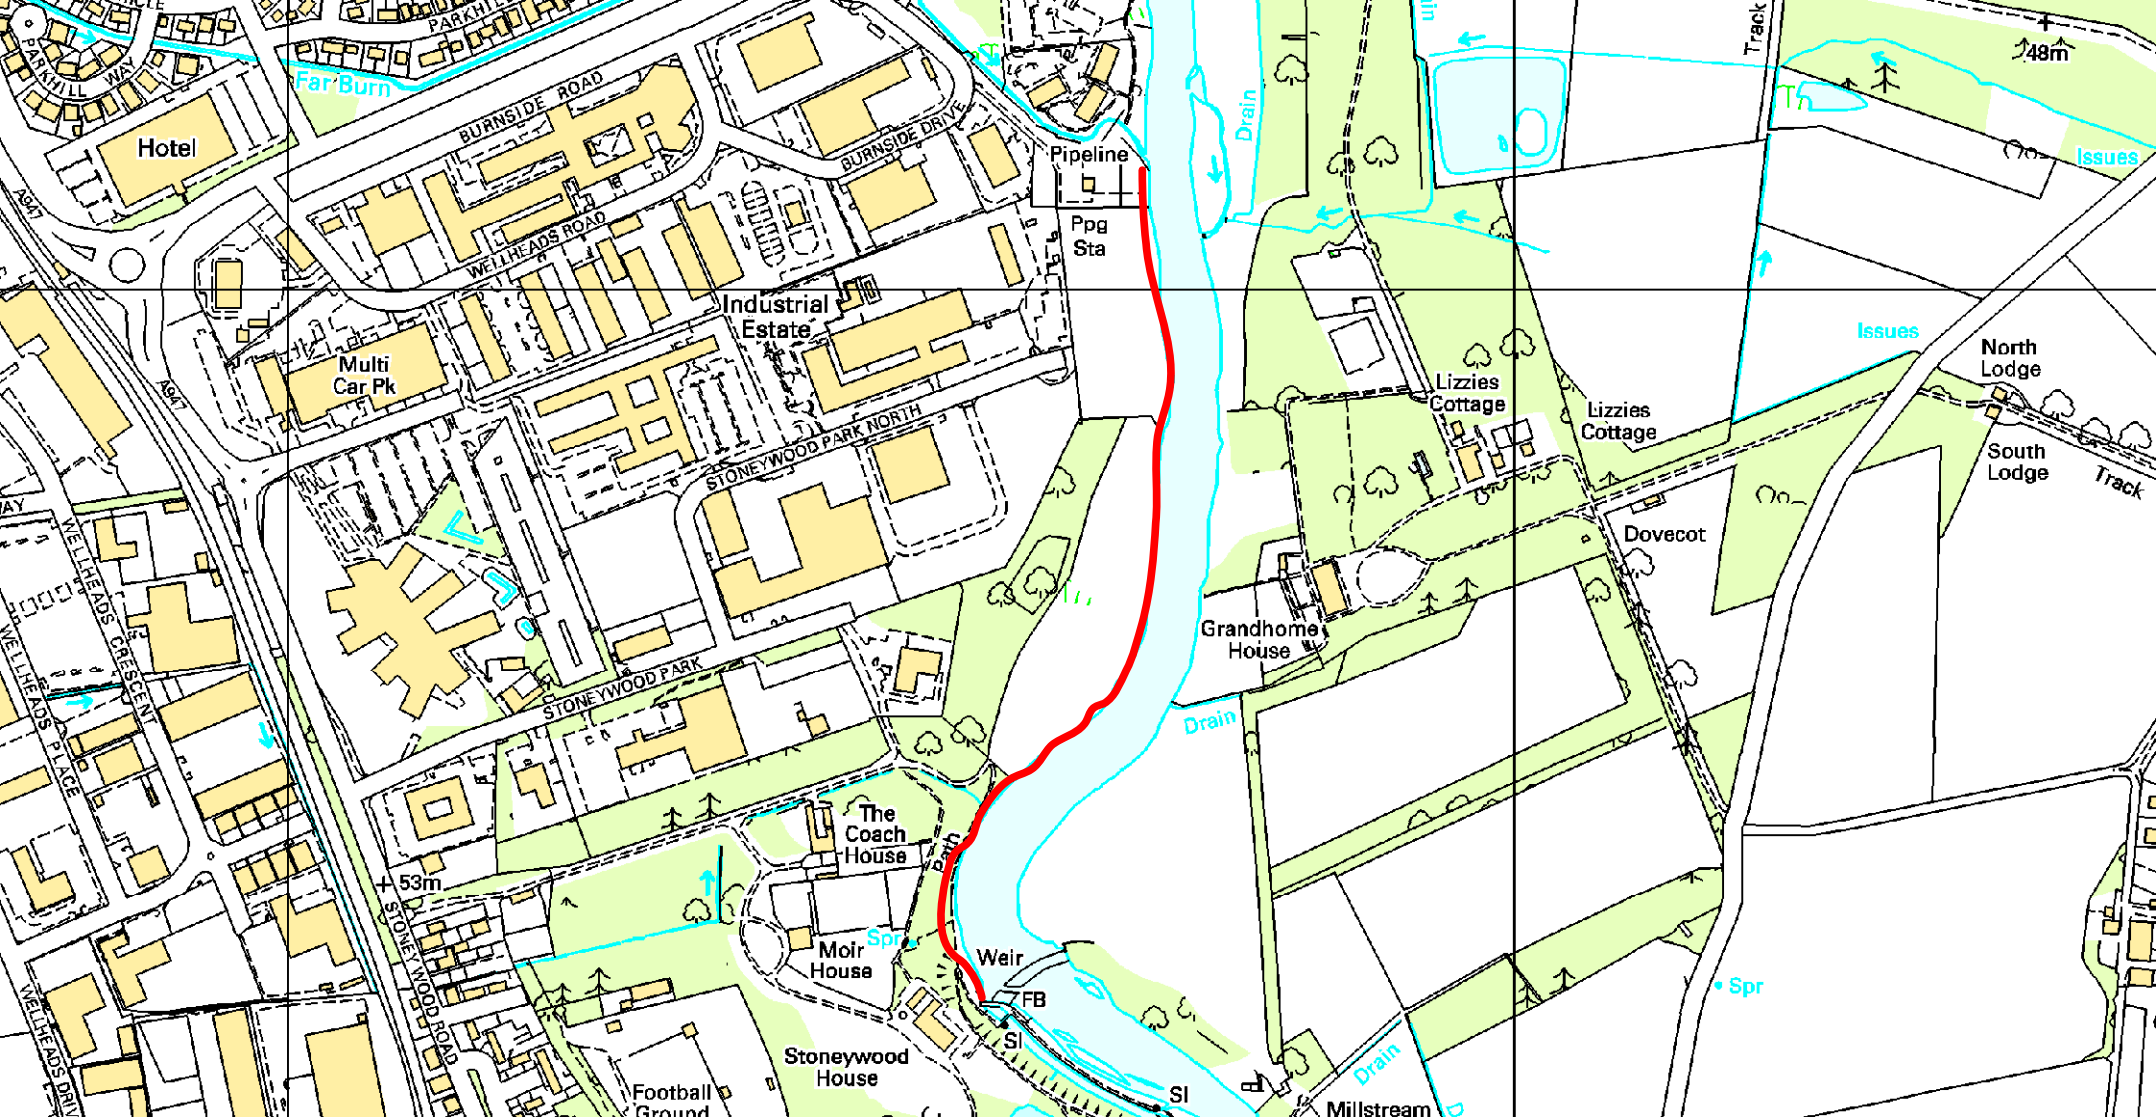 PARKHILL
WAY
PARKHILL
Far Burn
Hotel
BURNSIDE ROAD
BURNSIDE DRIVE
WELLHEADS ROAD
A947
A947
Pipeline
Ppg
Sta
Drain
Track
48m
Issues
Issues
Industrial
Estate
Multi
Car Pk
STONEYWOOD PARK NORTH
Lizzies
Cottage
Lizzies
Cottage
North
Lodge
South
Lodge
Track
Dovecot
Grandhome
House
Drain
WELLHEADS CRESCENT
WELLHEADS PLACE
STONEYWOOD PARK
The
Coach
House
Path
53m
STONEYWOOD ROAD
Spr
Moir
House
Weir
FB
Sl
Sl
Spr
Stoneywood
House
Football
Ground
WELLHEADS DRIV
Drain
Millstream